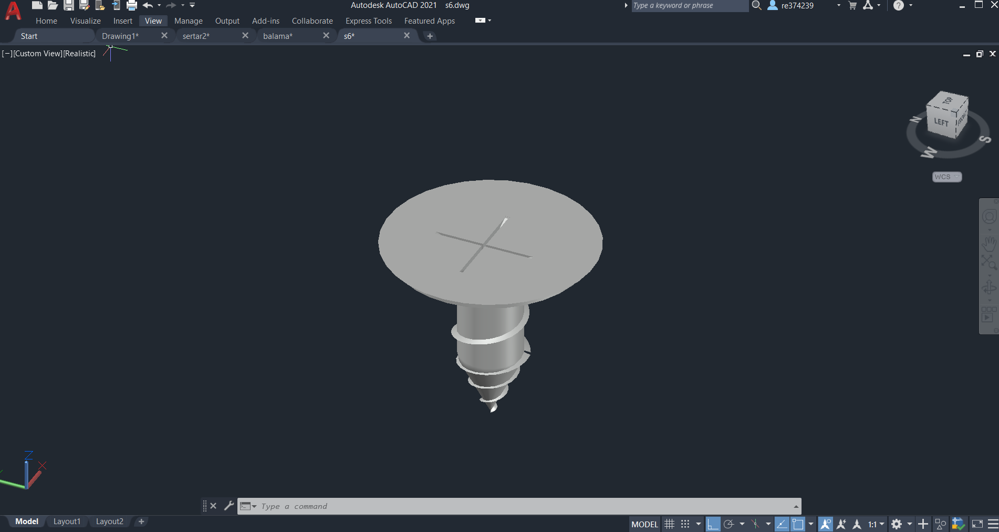 Autodesk AutoCAD 2021 s6.dwg
Type a keyword or phrase
re374239
Home Visualize Insert View Manage Output Add-ins Collaborate Express Tools Featured Apps
Start Drawing1* sertar2* balama* s6*
[−][Custom View][Realistic]
TOP
LEFT FRONT
N
S
W
WCS
Z
X
Type a command
Model Layout1 Layout2
MODEL 1:1